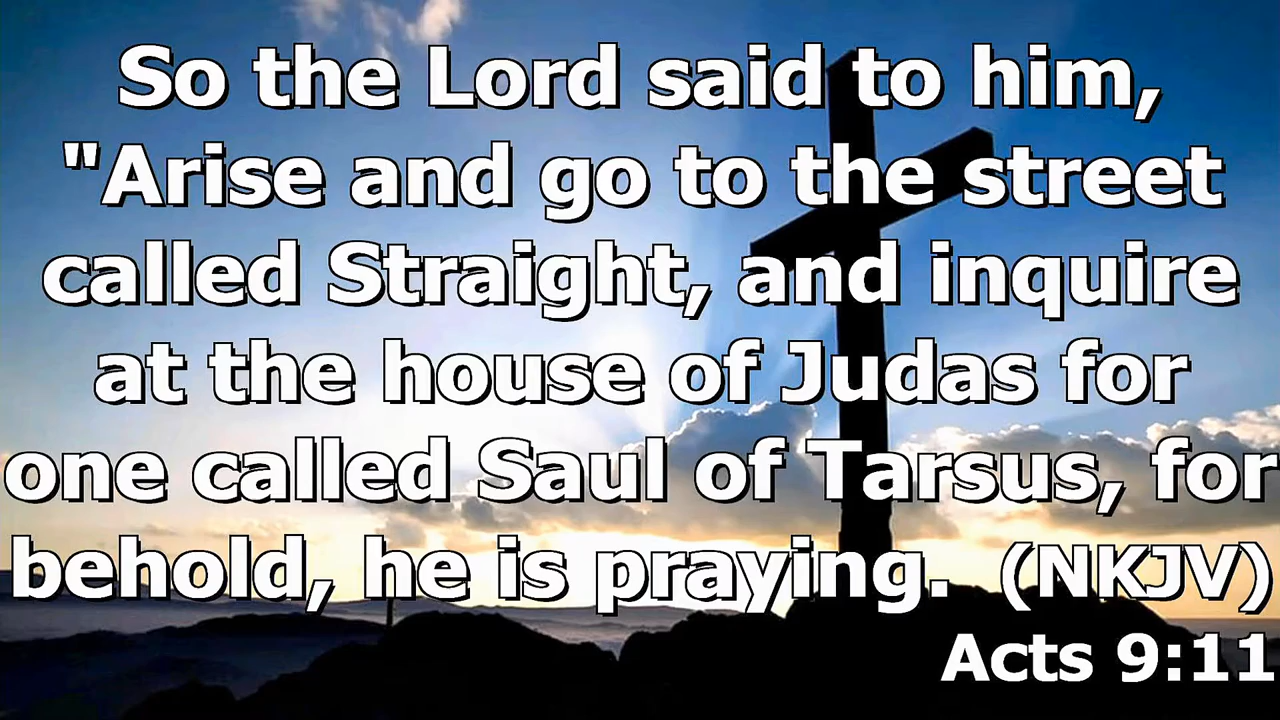 So the Lord said to him,
"Arise and go to the street
called Straight, and inquire
at the house of Judas for
one called Saul of Tarsus, for
behold, he is praying.  (NKJV)
Acts 9:11